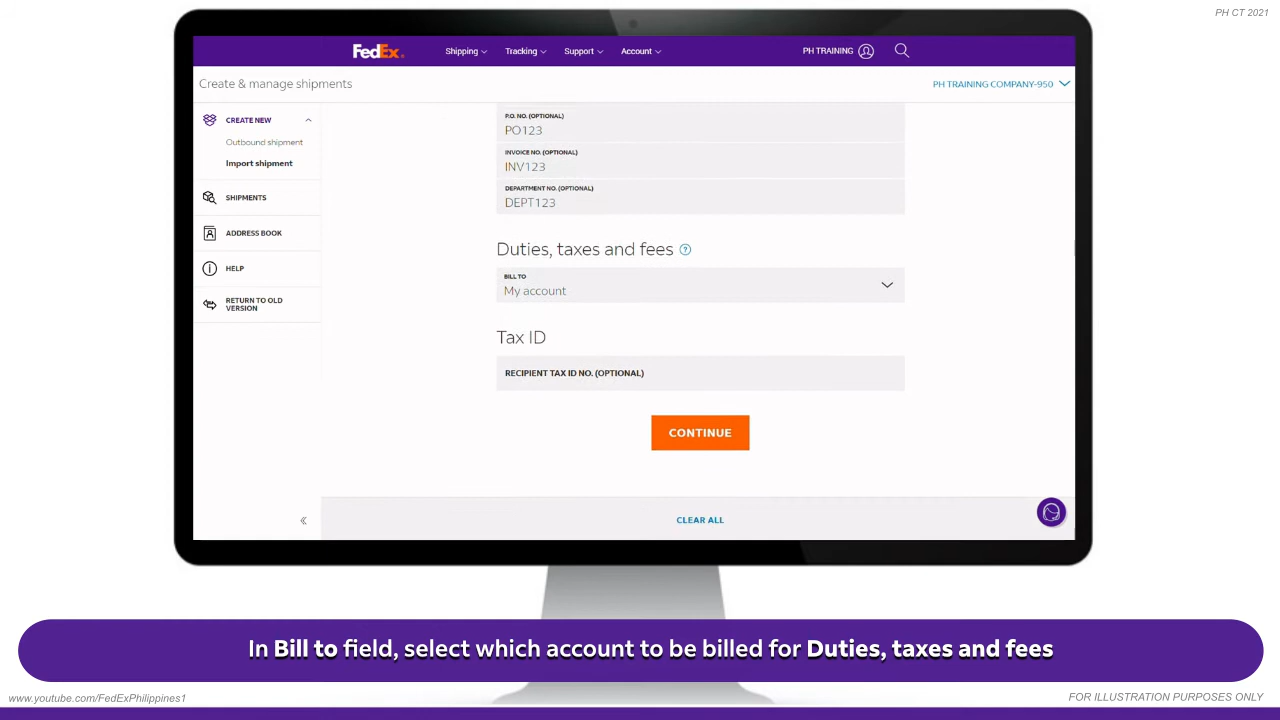 PH CT 2021
FedEx®
Shipping
Tracking
Support
Account
PH TRAINING
Create & manage shipments
PH TRAINING COMPANY-950
CREATE NEW
Outbound shipment
Import shipment
SHIPMENTS
ADDRESS BOOK
HELP
RETURN TO OLD
VERSION
P.O. NO. (OPTIONAL)
PO123
INVOICE NO. (OPTIONAL)
INV123
DEPARTMENT NO. (OPTIONAL)
DEPT123
Duties, taxes and fees ?
BILL TO
My account
Tax ID
RECIPIENT TAX ID NO. (OPTIONAL)
CONTINUE
CLEAR ALL
In Bill to field, select which account to be billed for Duties, taxes and fees
www.youtube.com/FedExPhilippines1
FOR ILLUSTRATION PURPOSES ONLY